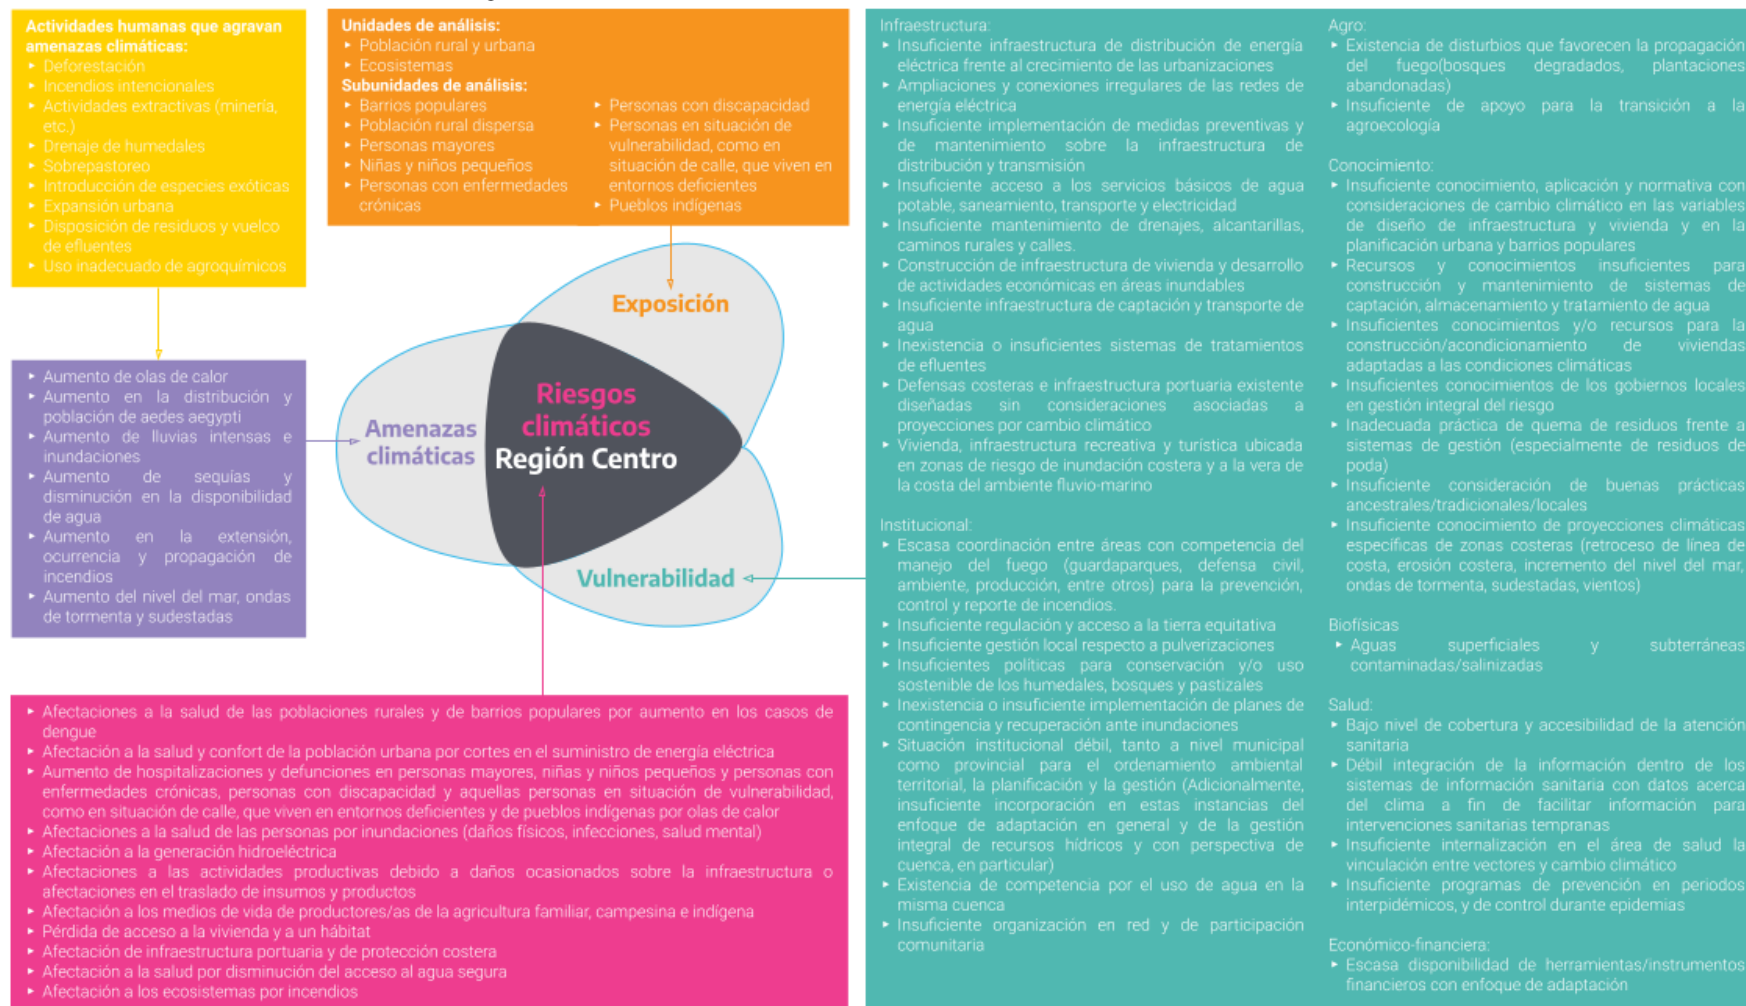 Actividades humanas que agravan
amenazas climáticas:
▸ Deforestación
▸ Incendios intencionales
▸ Actividades extractivas (minería,
etc.)
▸ Drenaje de humedales
▸ Sobrepastoreo
▸ Introducción de especies exóticas
▸ Expansión urbana
▸ Disposición de residuos y vuelco
de efluentes
▸ Uso inadecuado de agroquímicos
Unidades de análisis:
▸ Población rural y urbana
▸ Ecosistemas
Subunidades de análisis:
▸ Barrios populares
▸ Población rural dispersa
▸ Personas mayores
▸ Niñas y niños pequeños
▸ Personas con enfermedades
crónicas
▸ Personas con discapacidad
▸ Personas en situación de
vulnerabilidad, como en
situación de calle, que viven en
entornos deficientes
▸ Pueblos indígenas
▸ Aumento de olas de calor
▸ Aumento en la distribución y
población de aedes aegypti
▸ Aumento de lluvias intensas e
inundaciones
▸ Aumento de sequías y
disminución en la disponibilidad
de agua
▸ Aumento en la extensión,
ocurrencia y propagación de
incendios
▸ Aumento del nivel del mar, ondas
de tormenta y sudestadas
Exposición
Amenazas
climáticas
Riesgos
climáticos
Región Centro
Vulnerabilidad
▸ Afectaciones a la salud de las poblaciones rurales y de barrios populares por aumento en los casos de
dengue
▸ Afectación a la salud y confort de la población urbana por cortes en el suministro de energía eléctrica
▸ Aumento de hospitalizaciones y defunciones en personas mayores, niñas y niños pequeños y personas con
enfermedades crónicas, personas con discapacidad y aquellas personas en situación de vulnerabilidad,
como en situación de calle, que viven en entornos deficientes y de pueblos indígenas por olas de calor
▸ Afectaciones a la salud de las personas por inundaciones (daños físicos, infecciones, salud mental)
▸ Afectación a la generación hidroeléctrica
▸ Afectaciones a las actividades productivas debido a daños ocasionados sobre la infraestructura o
afectaciones en el traslado de insumos y productos
▸ Afectación a los medios de vida de productores/as de la agricultura familiar, campesina e indígena
▸ Pérdida de acceso a la vivienda y a un hábitat
▸ Afectación de infraestructura portuaria y de protección costera
▸ Afectación a la salud por disminución del acceso al agua segura
▸ Afectación a los ecosistemas por incendios
Infraestructura:
▸ Insuficiente infraestructura de distribución de energía
eléctrica frente al crecimiento de las urbanizaciones
▸ Ampliaciones y conexiones irregulares de las redes de
energía eléctrica
▸ Insuficiente implementación de medidas preventivas y
de mantenimiento sobre la infraestructura de
distribución y transmisión
▸ Insuficiente acceso a los servicios básicos de agua
potable, saneamiento, transporte y electricidad
▸ Insuficiente mantenimiento de drenajes, alcantarillas,
caminos rurales y calles.
▸ Construcción de infraestructura de vivienda y desarrollo
de actividades económicas en áreas inundables
▸ Insuficiente infraestructura de captación y transporte de
agua
▸ Inexistencia o insuficientes sistemas de tratamientos
de efluentes
▸ Defensas costeras e infraestructura portuaria existente
diseñadas sin consideraciones asociadas a
proyecciones por cambio climático
▸ Vivienda, infraestructura recreativa y turística ubicada
en zonas de riesgo de inundación costera y a la vera de
la costa del ambiente fluvio-marino
Institucional:
▸ Escasa coordinación entre áreas con competencia del
manejo del fuego (guardaparques, defensa civil,
ambiente, producción, entre otros) para la prevención,
control y reporte de incendios.
▸ Insuficiente regulación y acceso a la tierra equitativa
▸ Insuficiente gestión local respecto a pulverizaciones
▸ Insuficientes políticas para conservación y/o uso
sostenible de los humedales, bosques y pastizales
▸ Inexistencia o insuficiente implementación de planes de
contingencia y recuperación ante inundaciones
▸ Situación institucional débil, tanto a nivel municipal
como provincial para el ordenamiento ambiental
territorial, la planificación y la gestión (Adicionalmente,
insuficiente incorporación en estas instancias del
enfoque de adaptación en general y de la gestión
integral de recursos hídricos y con perspectiva de
cuenca, en particular)
▸ Existencia de competencia por el uso de agua en la
misma cuenca
▸ Insuficiente organización en red y de participación
comunitaria
Agro:
▸ Existencia de disturbios que favorecen la propagación
del fuego(bosques degradados, plantaciones
abandonadas)
▸ Insuficiente de apoyo para la transición a la
agroecología
Conocimiento:
▸ Insuficiente conocimiento, aplicación y normativa con
consideraciones de cambio climático en las variables
de diseño de infraestructura y vivienda y en la
planificación urbana y barrios populares
▸ Recursos y conocimientos insuficientes para
construcción y mantenimiento de sistemas de
captación, almacenamiento y tratamiento de agua
▸ Insuficientes conocimientos y/o recursos para la
construcción/acondicionamiento de viviendas
adaptadas a las condiciones climáticas
▸ Insuficientes conocimientos de los gobiernos locales
en gestión integral del riesgo
▸ Inadecuada práctica de quema de residuos frente a
sistemas de gestión (especialmente de residuos de
poda)
▸ Insuficiente consideración de buenas prácticas
ancestrales/tradicionales/locales
▸ Insuficiente conocimiento de proyecciones climáticas
específicas de zonas costeras (retroceso de línea de
costa, erosión costera, incremento del nivel del mar,
ondas de tormenta, sudestadas, vientos)
Biofísicas
▸ Aguas superficiales y subterráneas
contaminadas/salinizadas
Salud:
▸ Bajo nivel de cobertura y accesibilidad de la atención
sanitaria
▸ Débil integración de la información dentro de los
sistemas de información sanitaria con datos acerca
del clima a fin de facilitar información para
intervenciones sanitarias tempranas
▸ Insuficiente internalización en el área de salud la
vinculación entre vectores y cambio climático
▸ Insuficiente programas de prevención en periodos
interpidémicos, y de control durante epidemias
Económico-financiera:
▸ Escasa disponibilidad de herramientas/instrumentos
financieros con enfoque de adaptación